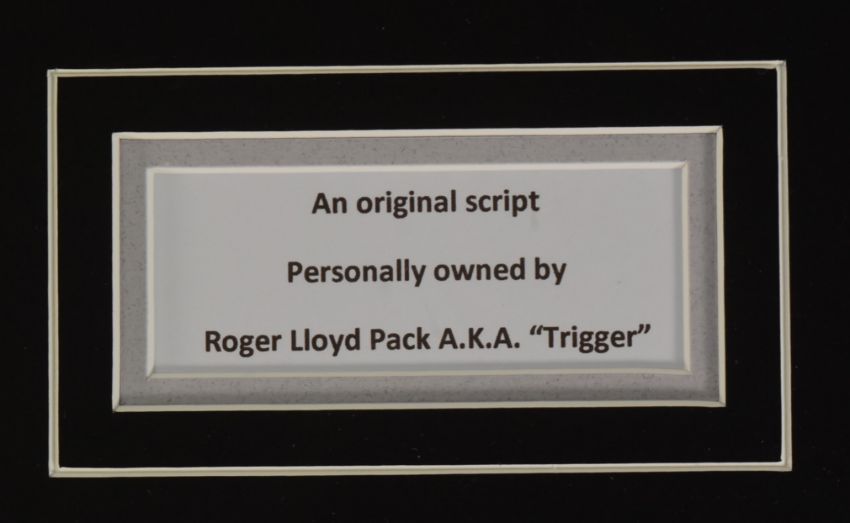 An original script
Personally owned by
Roger Lloyd Pack A.K.A. “Trigger”